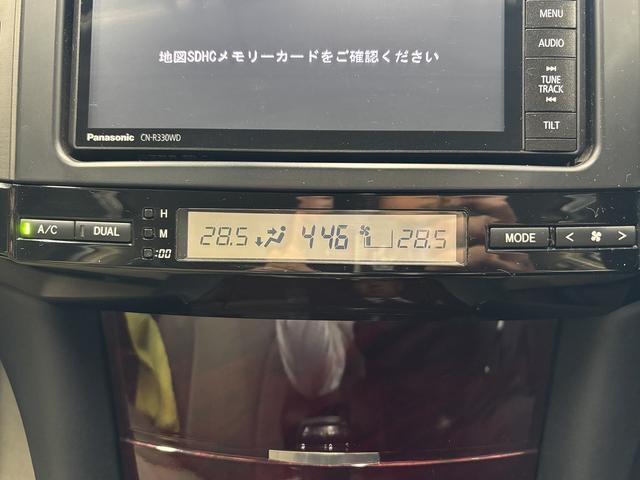 MENU
地図SDHCメモリーカードをご確認ください
AUDIO
TUNE
TRACK
TILT
Panasonic CN-R330WD
A/C DUAL
H
M
:00
28.5 446 28.5
MODE < >